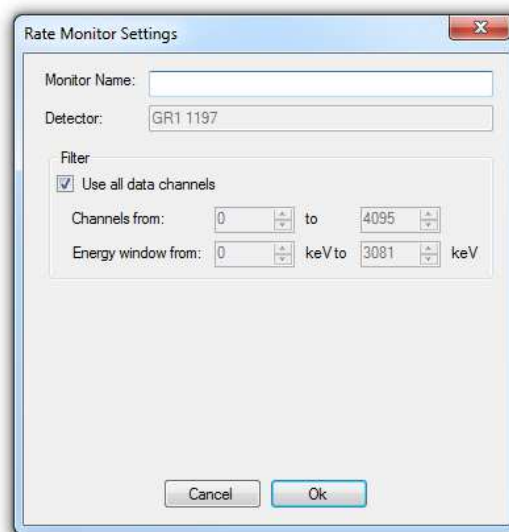 Rate Monitor Settings
Monitor Name:
Detector: GR1 1197
Filter
Use all data channels
Channels from: 0 to 4095
Energy window from: 0 keV to 3081 keV
Cancel Ok